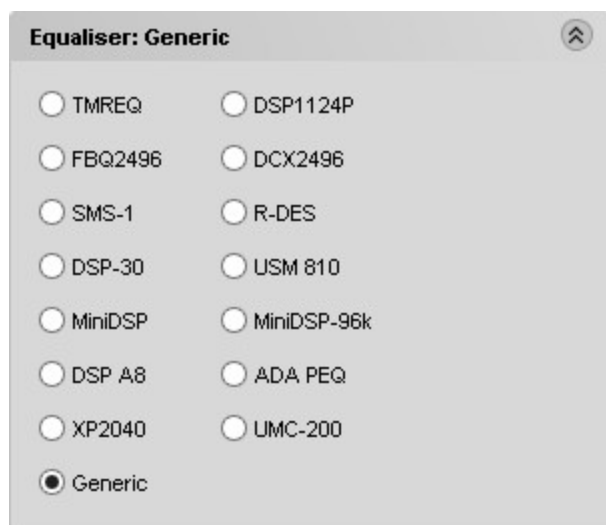 Equaliser: Generic
TMREQ DSP1124P
FBQ2496 DCX2496
SMS-1 R-DES
DSP-30 USM 810
MiniDSP MiniDSP-96k
DSP A8 ADA PEQ
XP2040 UMC-200
Generic